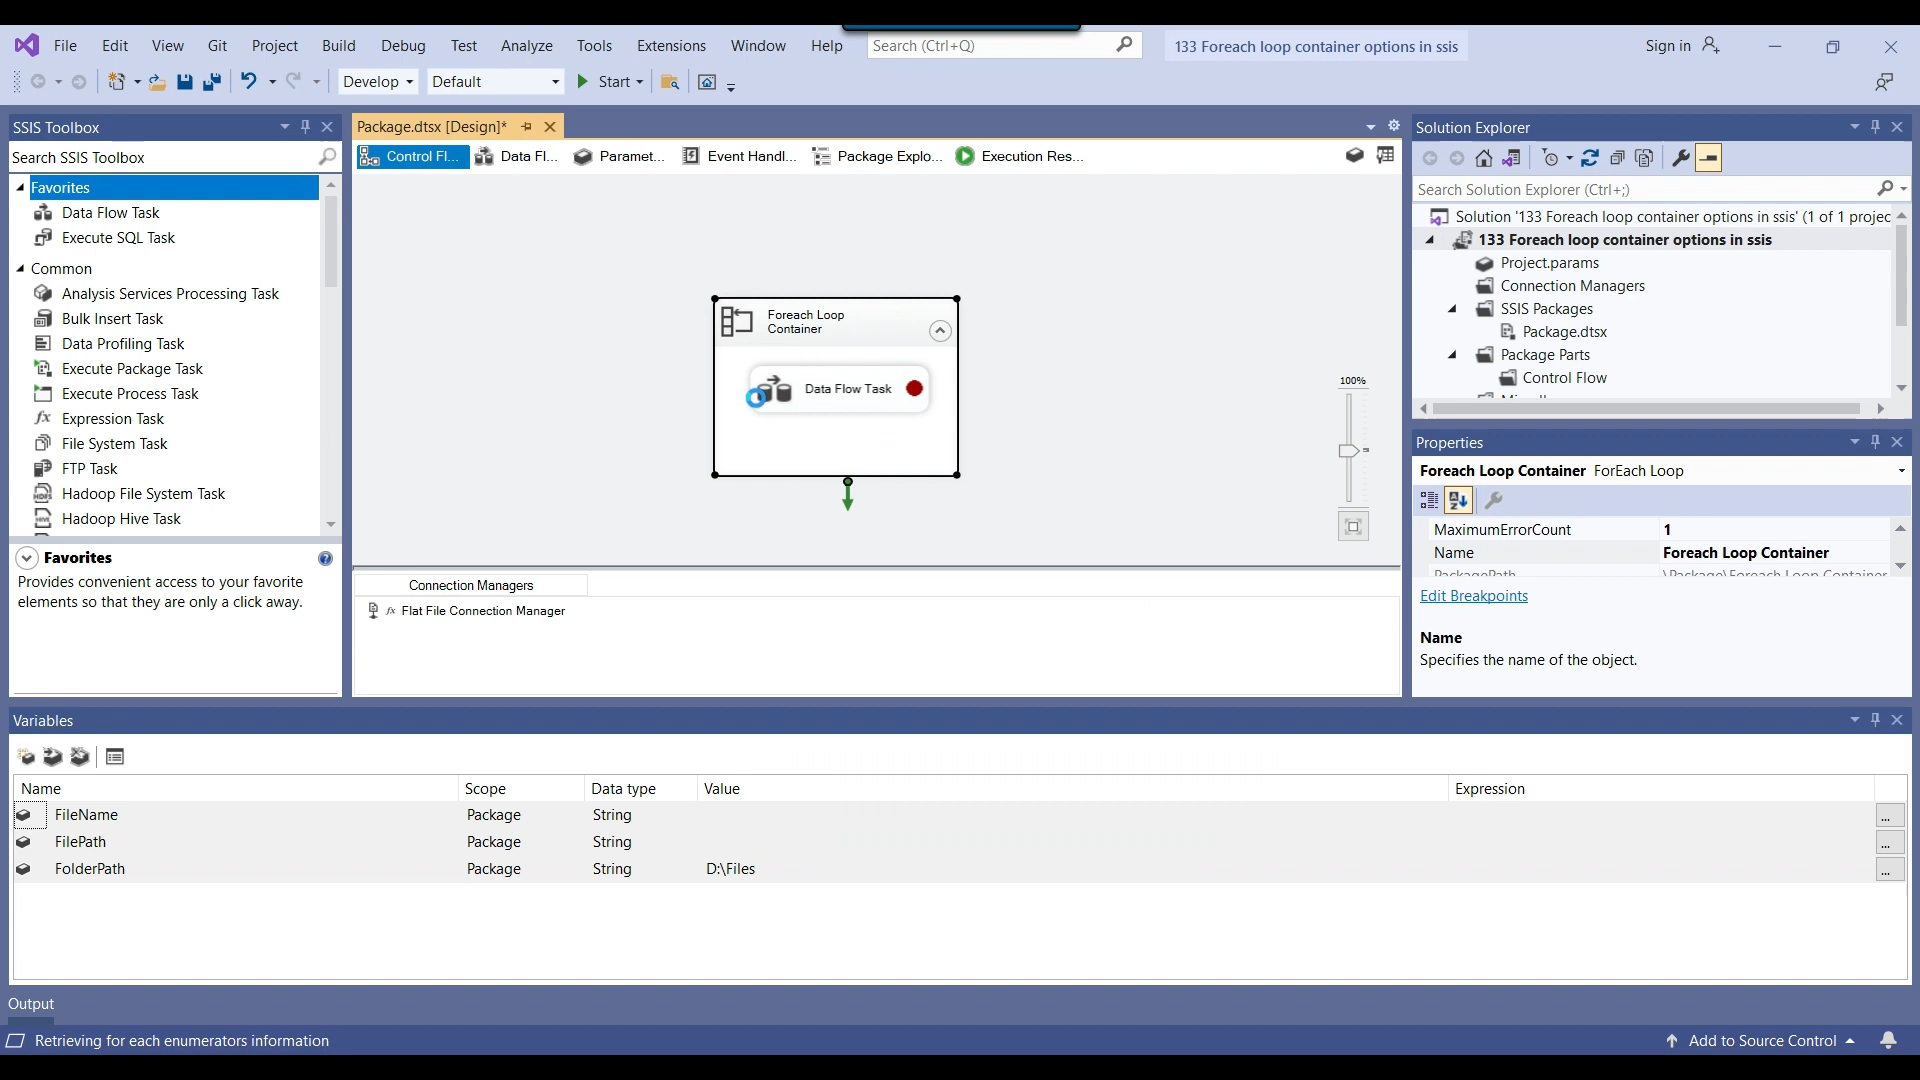 File Edit View Git Project Build Debug Test Analyze Tools Extensions Window Help Search (Ctrl+Q) 133 Foreach loop container options in ssis Sign in
Develop Default Start
SSIS Toolbox
Search SSIS Toolbox
Favorites
Data Flow Task
Execute SQL Task
Common
Analysis Services Processing Task
Bulk Insert Task
Data Profiling Task
Execute Package Task
Execute Process Task
Expression Task
File System Task
FTP Task
Hadoop File System Task
Hadoop Hive Task
Favorites
Provides convenient access to your favorite
elements so that they are only a click away.
Package.dtsx [Design]*
Control Fl... Data Fl... Paramet... Event Handl... Package Explo... Execution Res...
Foreach Loop
Container
Data Flow Task
100%
Connection Managers
fx Flat File Connection Manager
Solution Explorer
Search Solution Explorer (Ctrl+;)
Solution '133 Foreach loop container options in ssis' (1 of 1 projec
133 Foreach loop container options in ssis
Project.params
Connection Managers
SSIS Packages
Package.dtsx
Package Parts
Control Flow
Properties
Foreach Loop Container ForEach Loop
MaximumErrorCount 1
Name Foreach Loop Container
PackagePath \Package\Foreach Loop Container
Edit Breakpoints
Name
Specifies the name of the object.
Variables
Name Scope Data type Value Expression
FileName Package String ...
FilePath Package String ...
FolderPath Package String D:\Files ...
Output
Retrieving for each enumerators information Add to Source Control